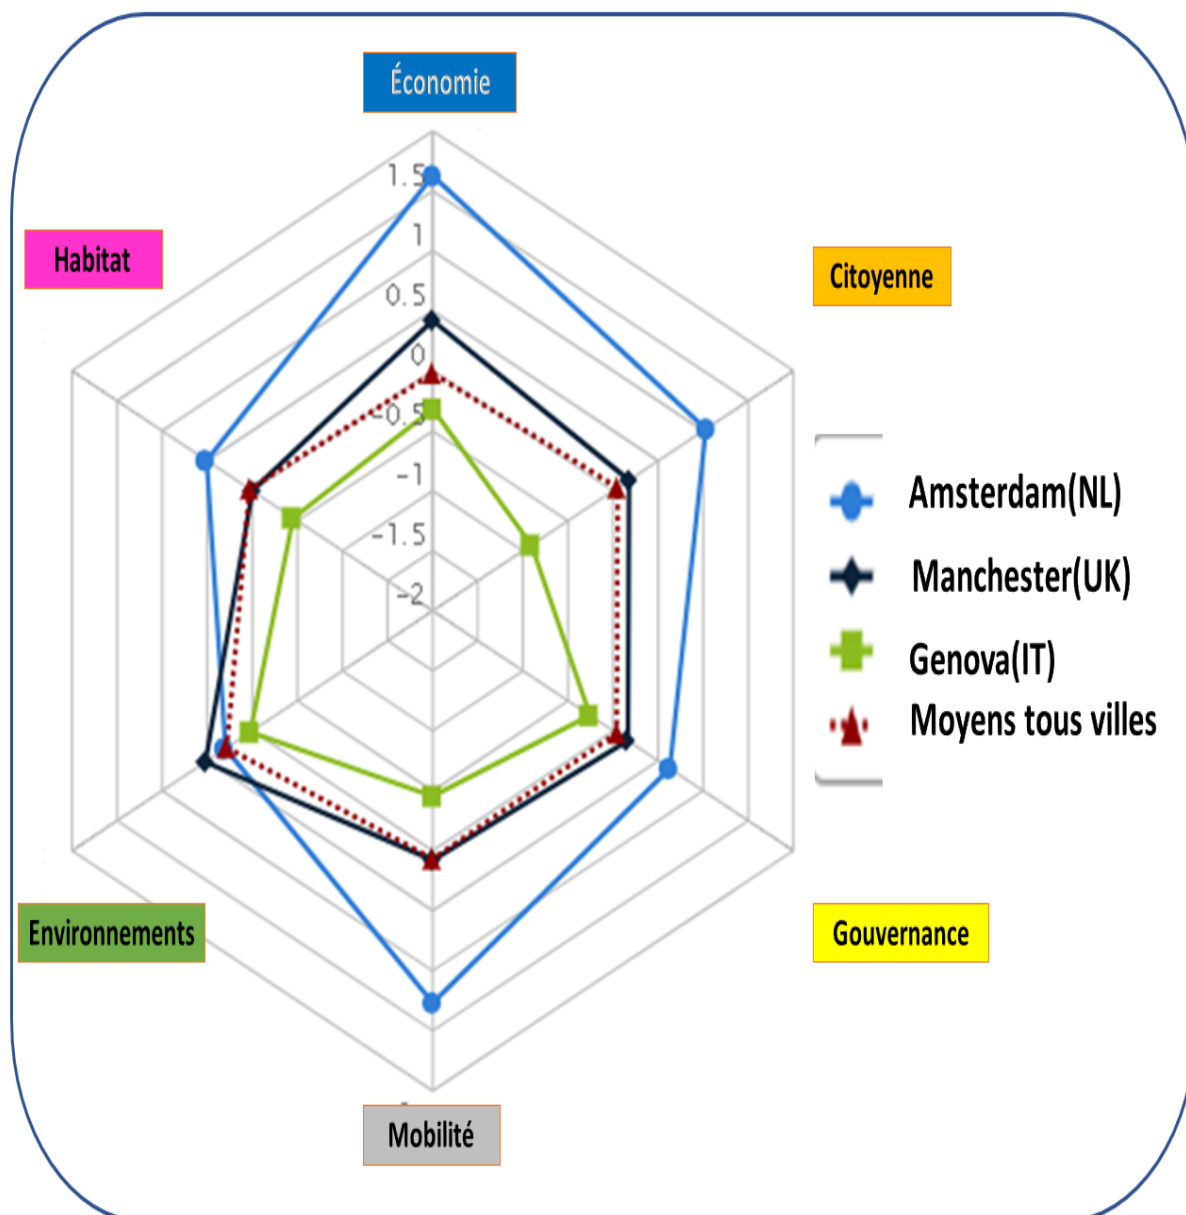 Économie
Habitat
Citoyenne
1.5
1
0.5
0
-0.5
-1
-1.5
-2
Amsterdam(NL)
Manchester(UK)
Genova(IT)
Moyens tous villes
Environnements
Gouvernance
Mobilité